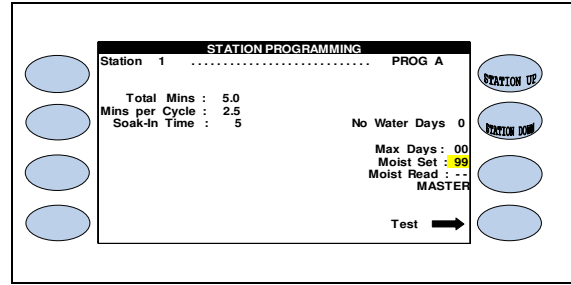 STATION PROGRAMMING
Station 1 ............................ PROG A
STATION UP
Total Mins : 5.0
Mins per Cycle : 2.5
Soak-In Time : 5 No Water Days 0
STATION DOWN
Max Days : 00
Moist Set : 99
Moist Read : --
MASTER
Test